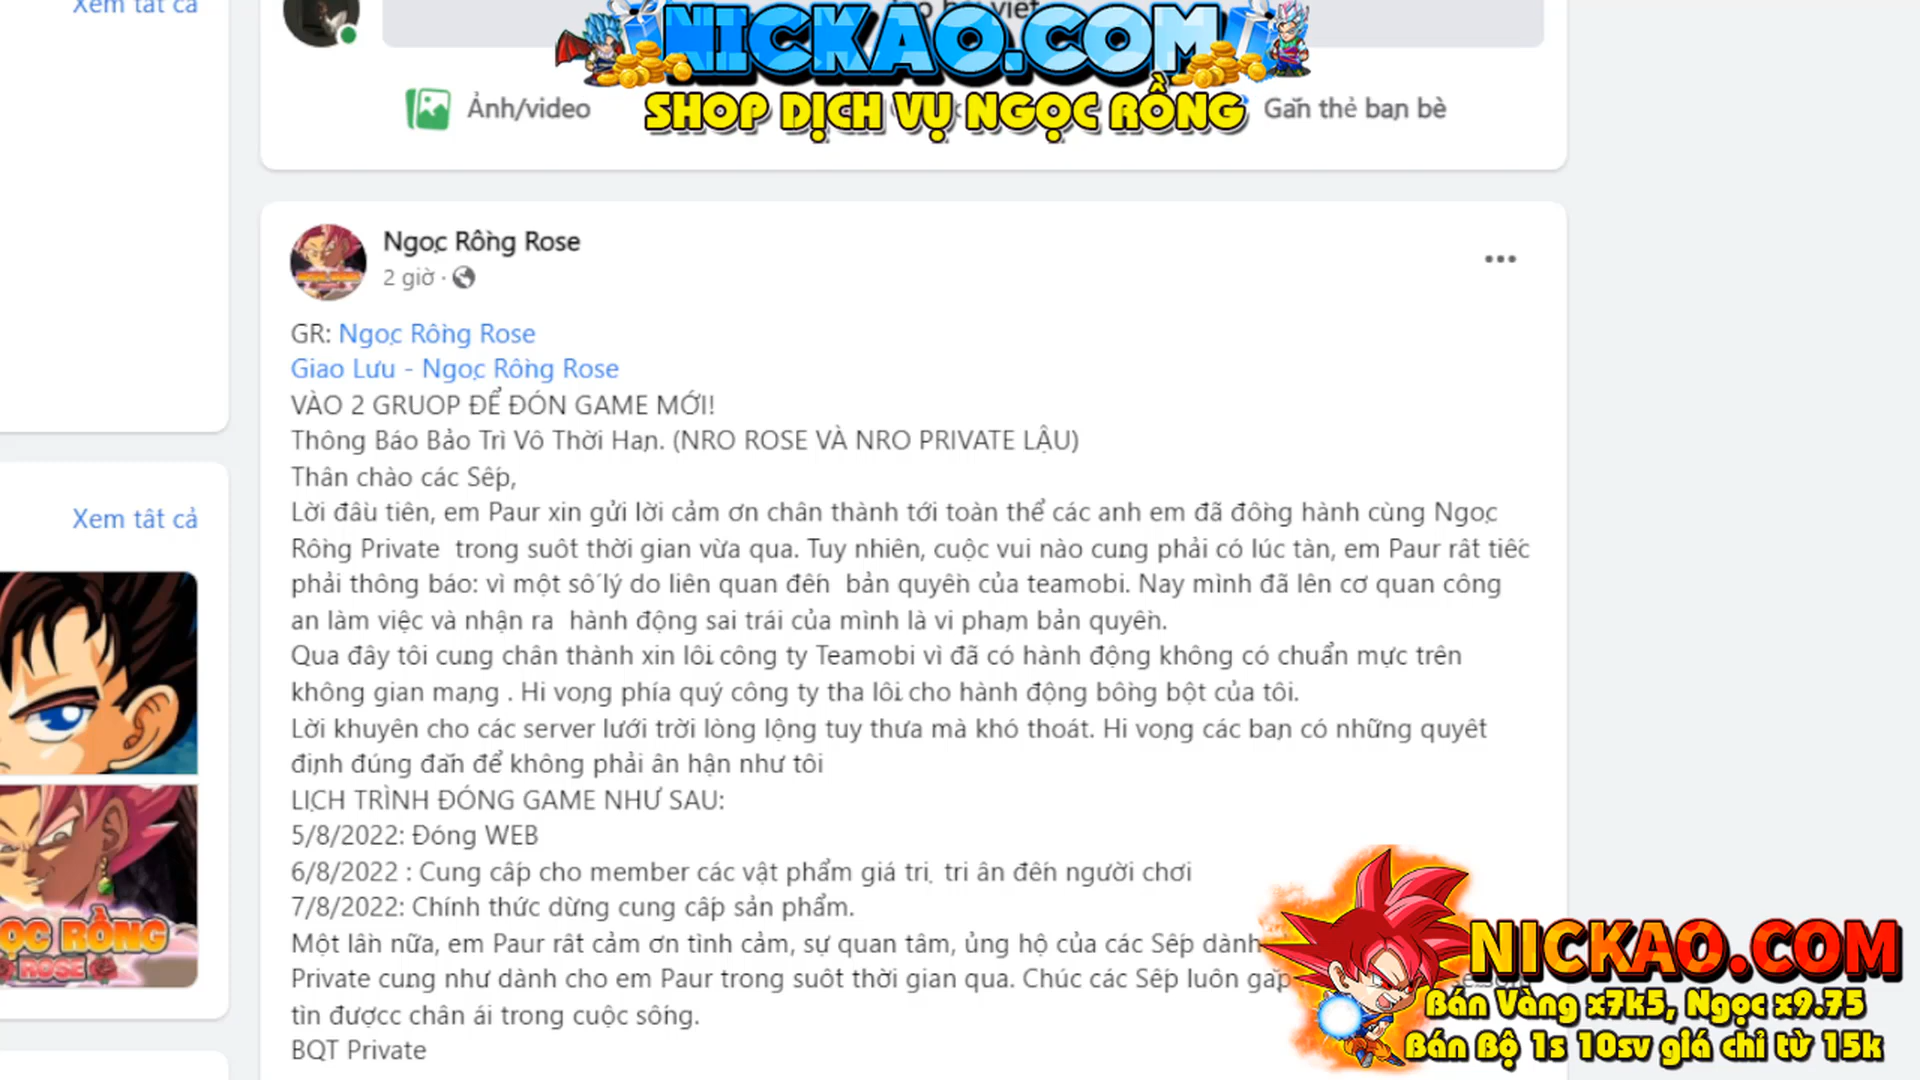 Xem tất cả
NICKAO.COM
SHOP DỊCH VỤ NGỌC RỒNG
Ảnh/video
Gắn thẻ bạn bè
Ngọc Rồng Rose
2 giờ ·
GR: Ngọc Rồng Rose
Giao Lưu - Ngọc Rồng Rose
VÀO 2 GRUOP ĐỂ ĐÓN GAME MỚI!
Thông Báo Bảo Trì Vô Thời Hạn. (NRO ROSE VÀ NRO PRIVATE LẬU)
Thân chào các Sếp,
Lời đầu tiên, em Paur xin gửi lời cảm ơn chân thành tới toàn thể các anh em đã đồng hành cùng Ngọc
Rồng Private trong suốt thời gian vừa qua. Tuy nhiên, cuộc vui nào cũng phải có lúc tàn, em Paur rất tiếc
phải thông báo: vì một số lý do liên quan đến bản quyền của teamobi. Nay mình đã lên cơ quan công
an làm việc và nhận ra hành động sai trái của mình là vi phạm bản quyền.
Qua đây tôi cũng chân thành xin lỗi công ty Teamobi vì đã có hành động không có chuẩn mực trên
không gian mạng . Hi vọng phía quý công ty tha lỗi cho hành động bồng bột của tôi.
Lời khuyên cho các server lưới trời lòng lộng tuy thưa mà khó thoát. Hi vọng các bạn có những quyết
định đúng đắn để không phải ân hận như tôi
LỊCH TRÌNH ĐÓNG GAME NHƯ SAU:
5/8/2022: Đóng WEB
6/8/2022 : Cung cấp cho member các vật phẩm giá trị, tri ân đến người chơi
7/8/2022: Chính thức dừng cung cấp sản phẩm.
Một lần nữa, em Paur rất cảm ơn tình cảm, sự quan tâm, ủng hộ của các Sếp dành
Private cũng như dành cho em Paur trong suốt thời gian qua. Chúc các Sếp luôn gặp
tìn đượcc chân ái trong cuộc sống.
BQT Private
Xem tất cả
ỌC RỒNG
ROSE
NICKAO.COM
Bán Vàng x7k5, Ngọc x9.75
Bán Bộ 1s 10sv giá chỉ từ 15k